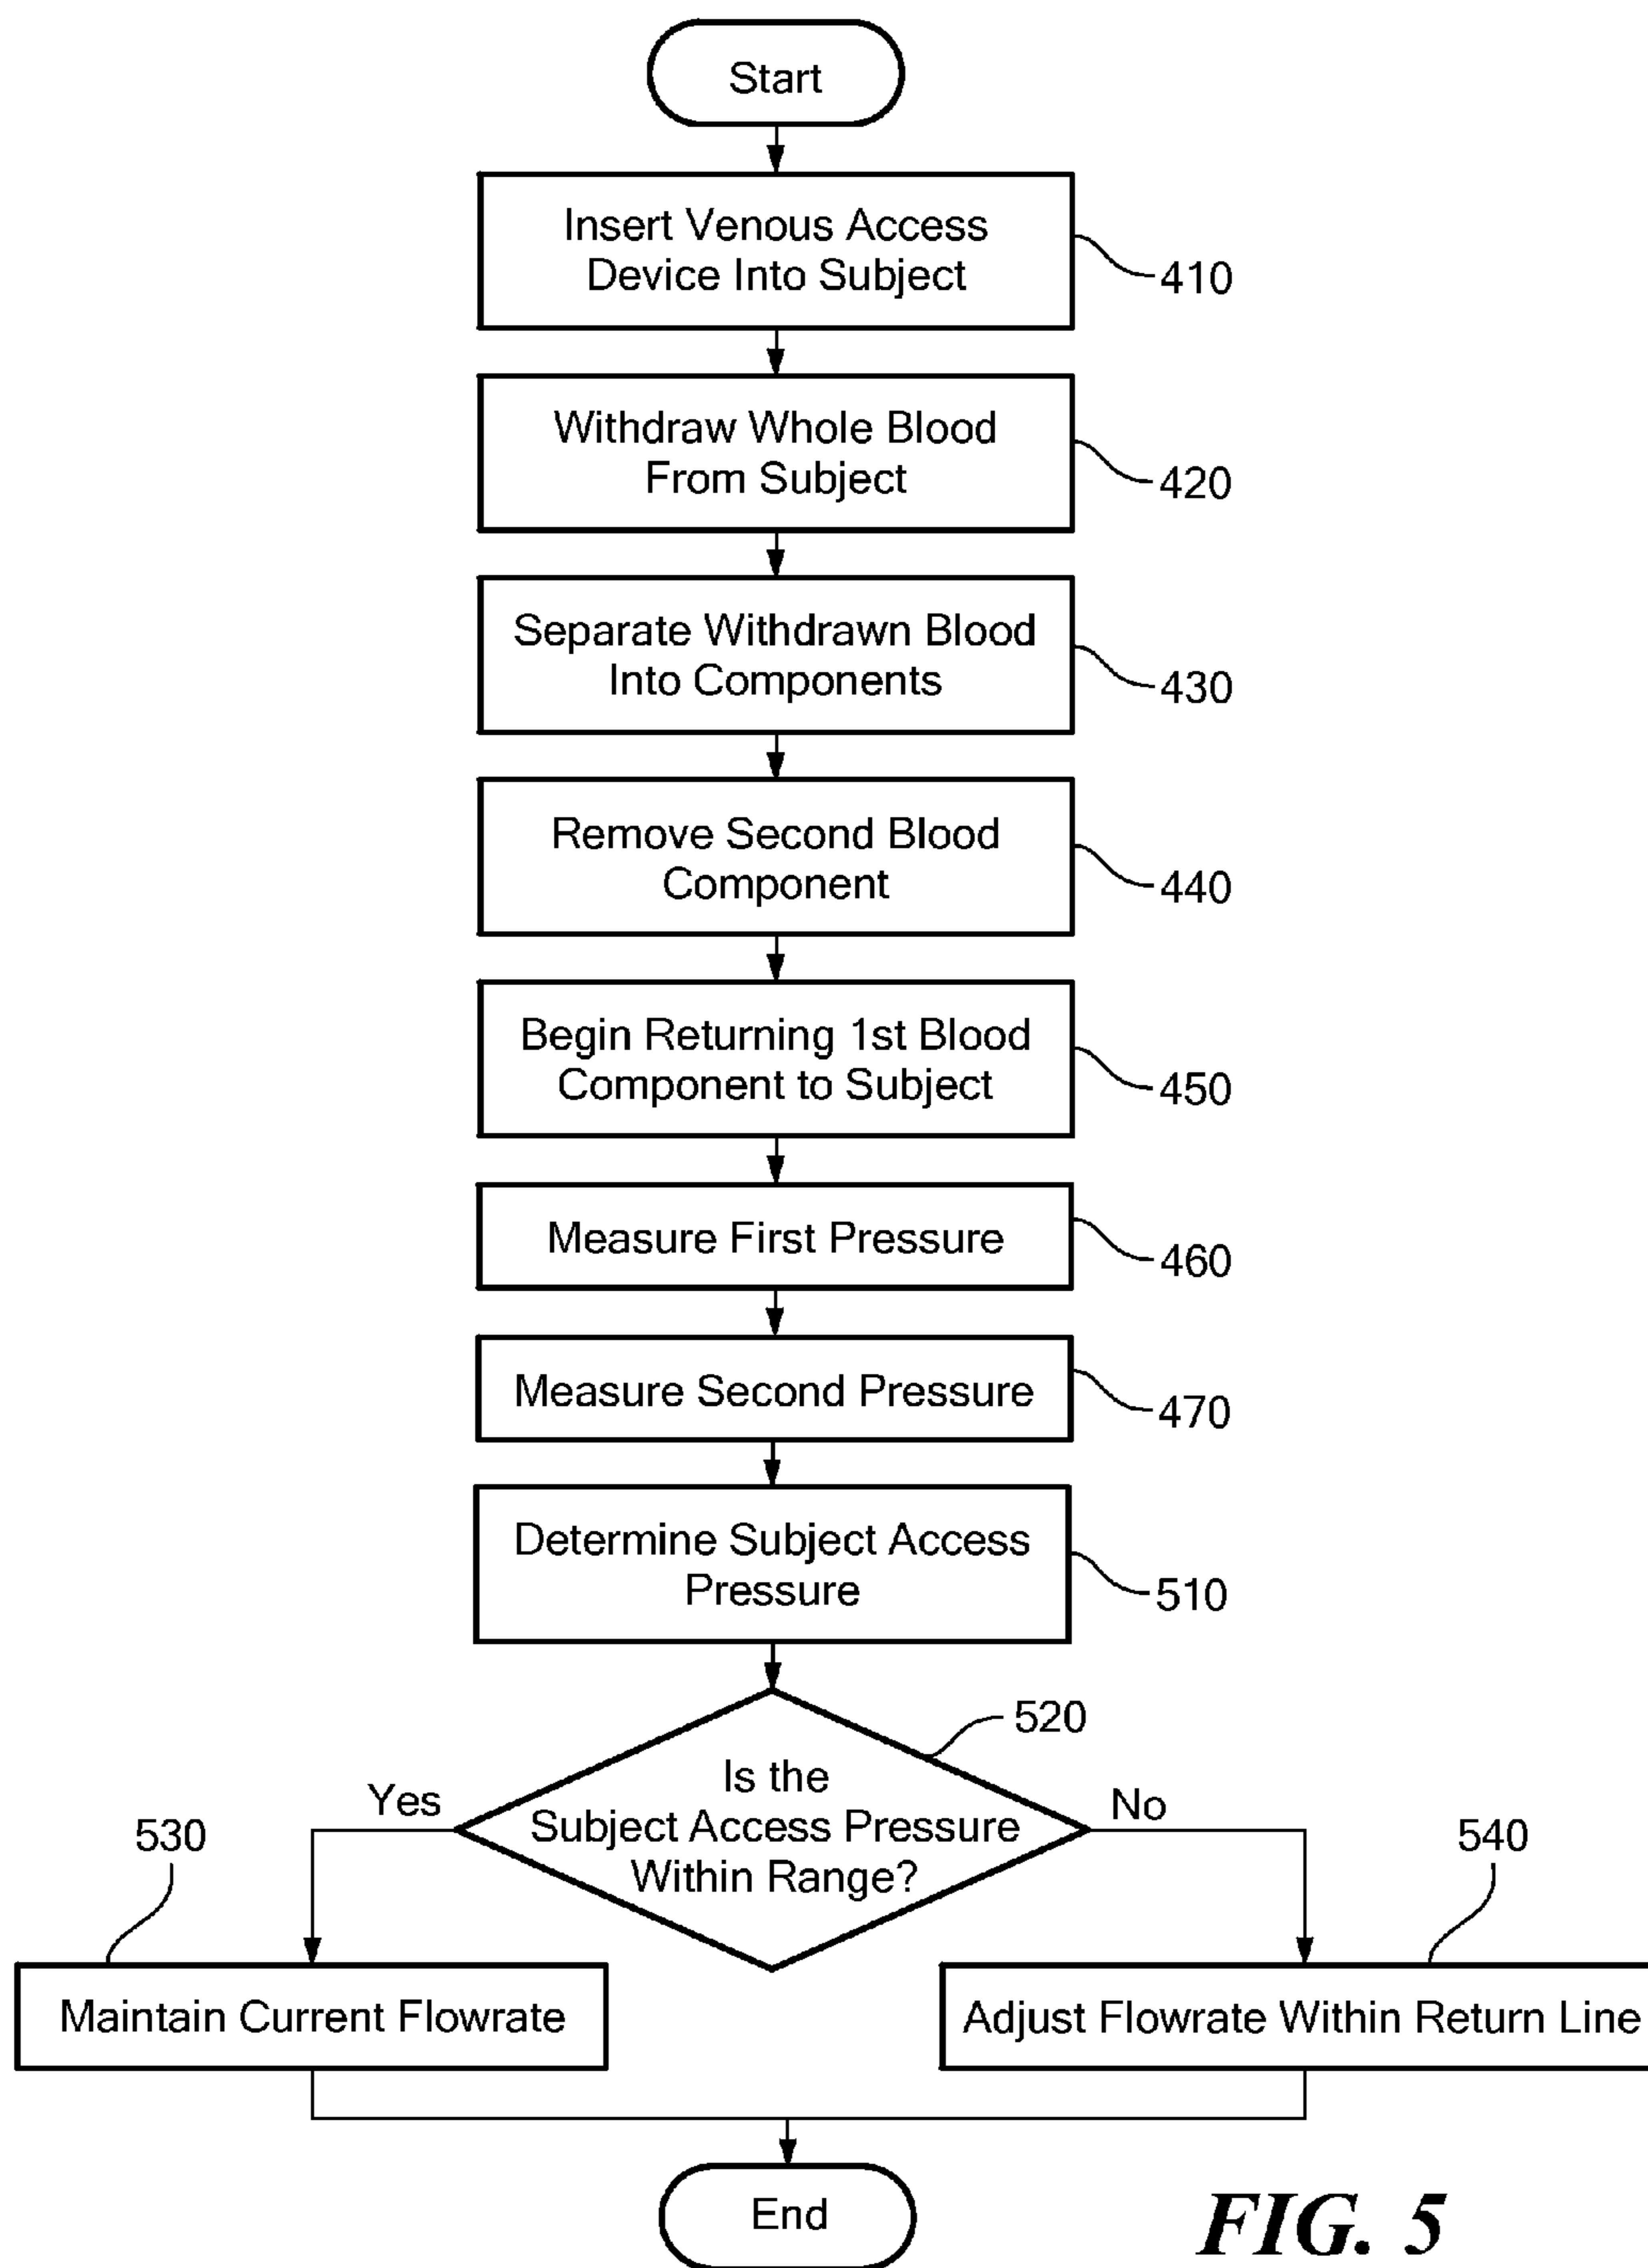 Start
Insert Venous Access
Device Into Subject
410
Withdraw Whole Blood
From Subject
420
Separate Withdrawn Blood
Into Components
430
Remove Second Blood
Component
440
Begin Returning 1st Blood
Component to Subject
450
Measure First Pressure
460
Measure Second Pressure
470
Determine Subject Access
Pressure
510
520
Is the
Subject Access Pressure
Within Range?
Yes
No
530
540
Maintain Current Flowrate
Adjust Flowrate Within Return Line
End
FIG. 5